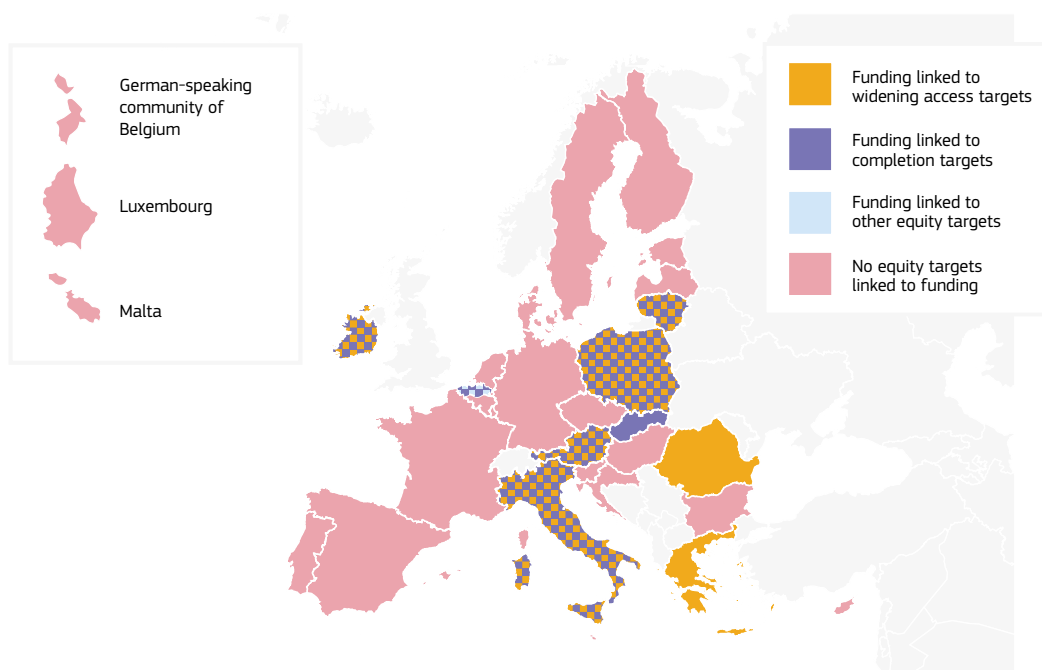 German-speaking
community of
Belgium
Luxembourg
Malta
Funding linked to
widening access targets
Funding linked to
completion targets
Funding linked to
other equity targets
No equity targets
linked to funding